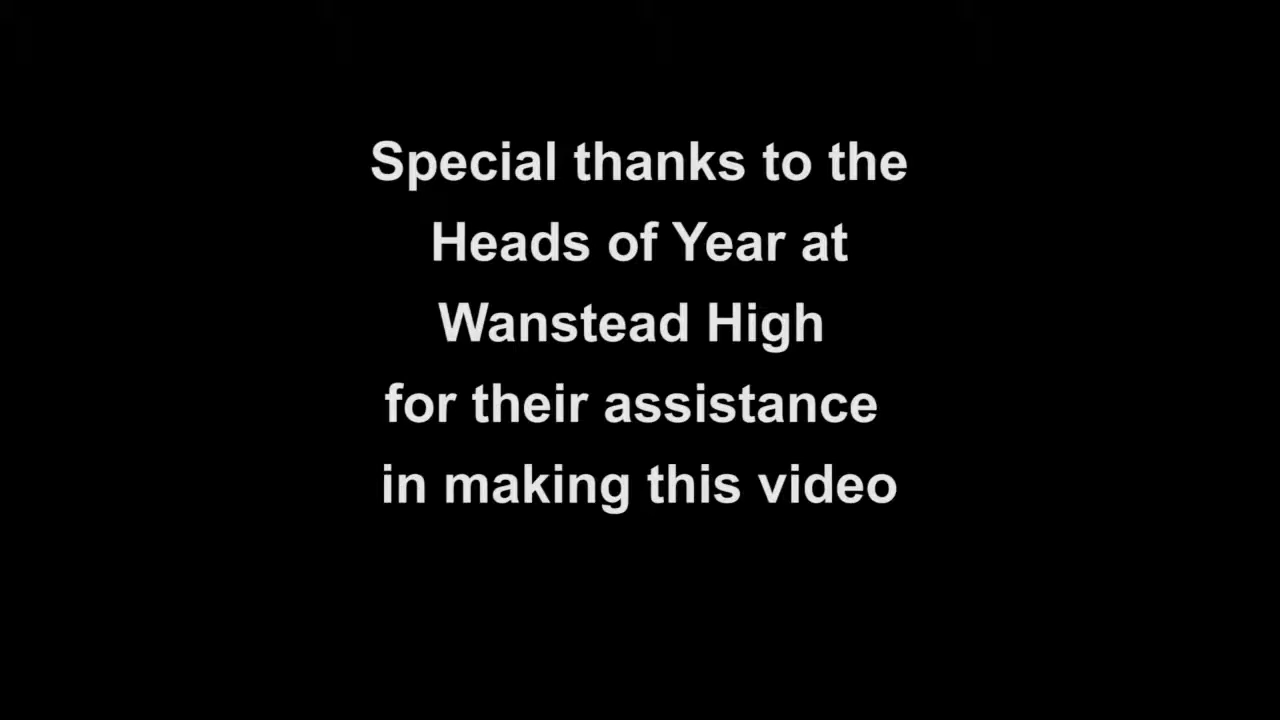 Special thanks to the
Heads of Year at
Wanstead High
for their assistance
in making this video